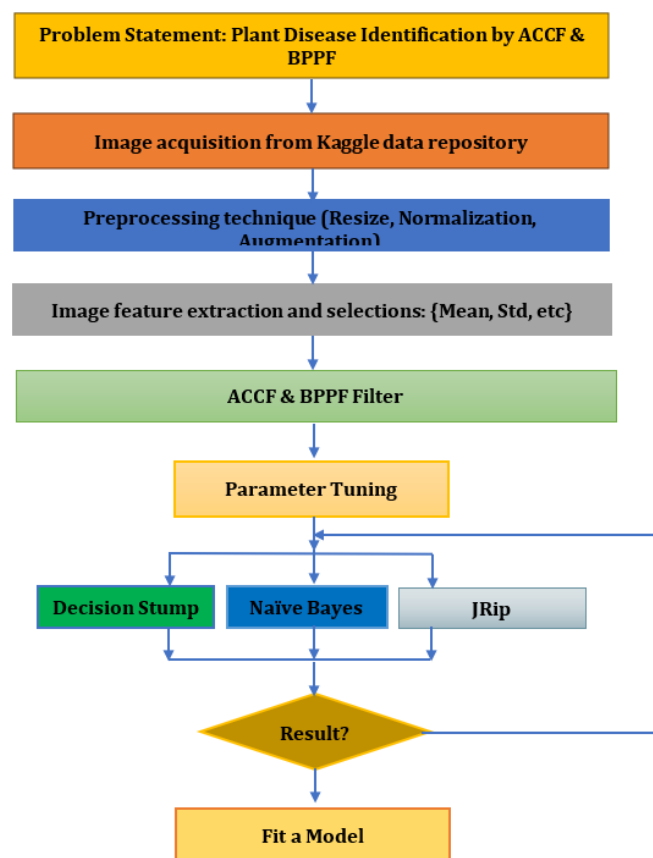 Problem Statement: Plant Disease Identification by ACCF &
BPPF
Image acquisition from Kaggle data repository
Preprocessing technique (Resize, Normalization,
Augmentation)
Image feature extraction and selections: {Mean, Std, etc}
ACCF & BPPF Filter
Parameter Tuning
Decision Stump
Naïve Bayes
JRip
Result?
Fit a Model